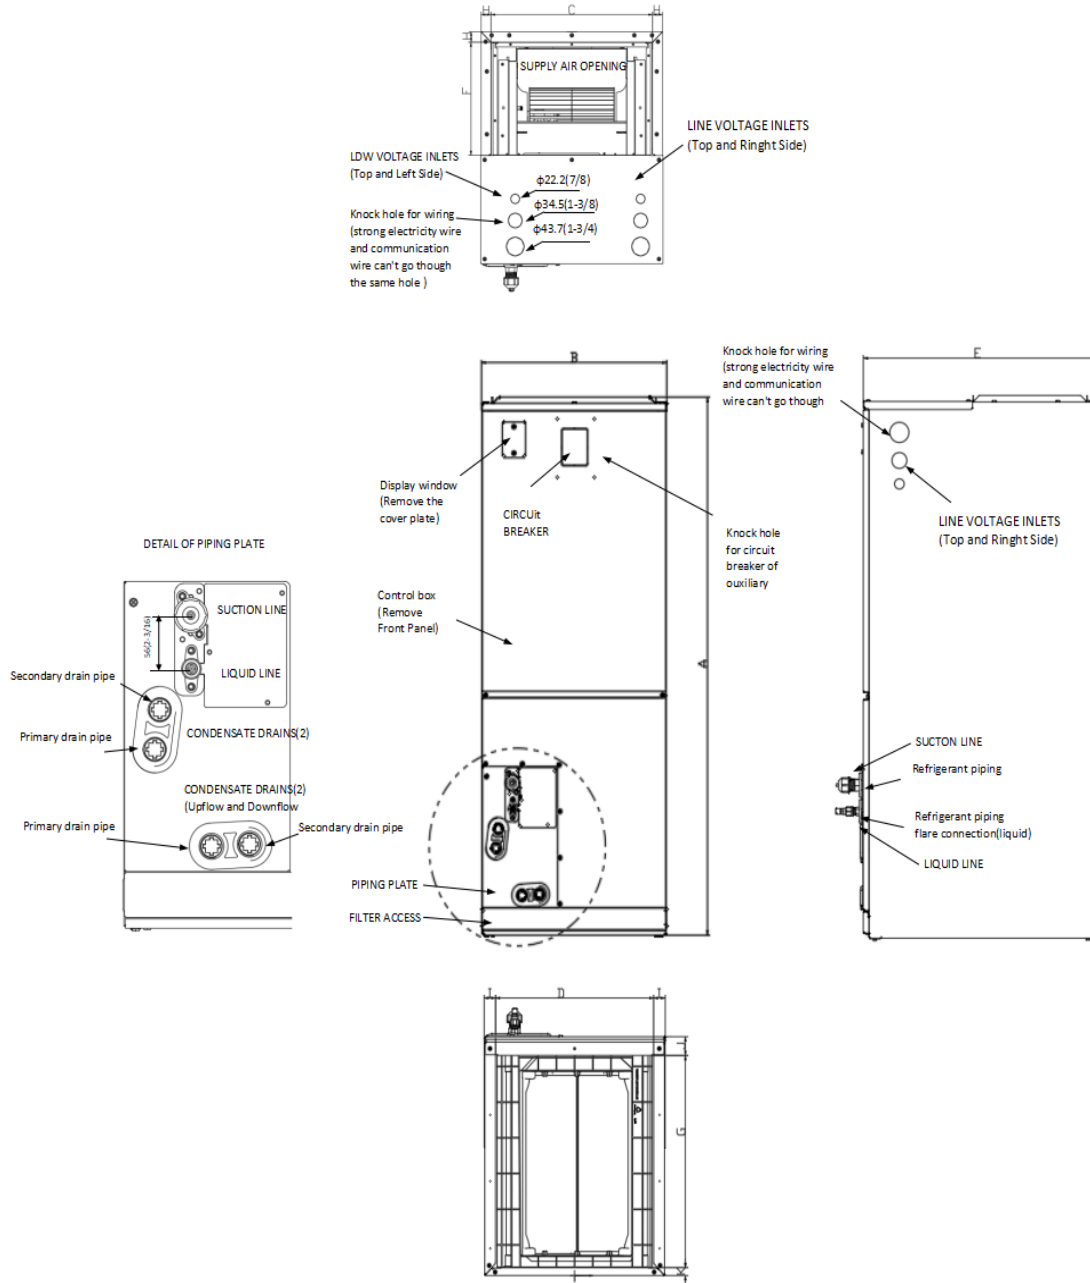 H
C
H
H
F
SUPPLY AIR OPENING
LINE VOLTAGE INLETS
(Top and Ringht Side)
LDW VOLTAGE INLETS
(Top and Left Side)
ϕ22.2(7/8)
ϕ34.5(1-3/8)
ϕ43.7(1-3/4)
Knock hole for wiring
(strong electricity wire
and communication
wire can't go though
the same hole )
B
E
Knock hole for wiring
(strong electricity wire
and communication
wire can't go though
Display window
(Remove the
cover plate)
CIRCUit
BREAKER
LINE VOLTAGE INLETS
(Top and Ringht Side)
Knock hole
for circuit
breaker of
ouxiliary
DETAIL OF PIPING PLATE
Control box
(Remove
Front Panel)
A
56(2-3/16)
SUCTION LINE
LIQUID LINE
Secondary drain pipe
Primary drain pipe
CONDESATE DRAINS(2)
CONDESATE DRAINS(2)
(Upflow and Downflow
Primary drain pipe
Secondary drain pipe
SUCTON LINE
Refrigerant piping
Refrigerant piping
flare connection(liquid)
LIQUID LINE
PIPING PLATE
FILTER ACCESS
I
D
I
J
G
K